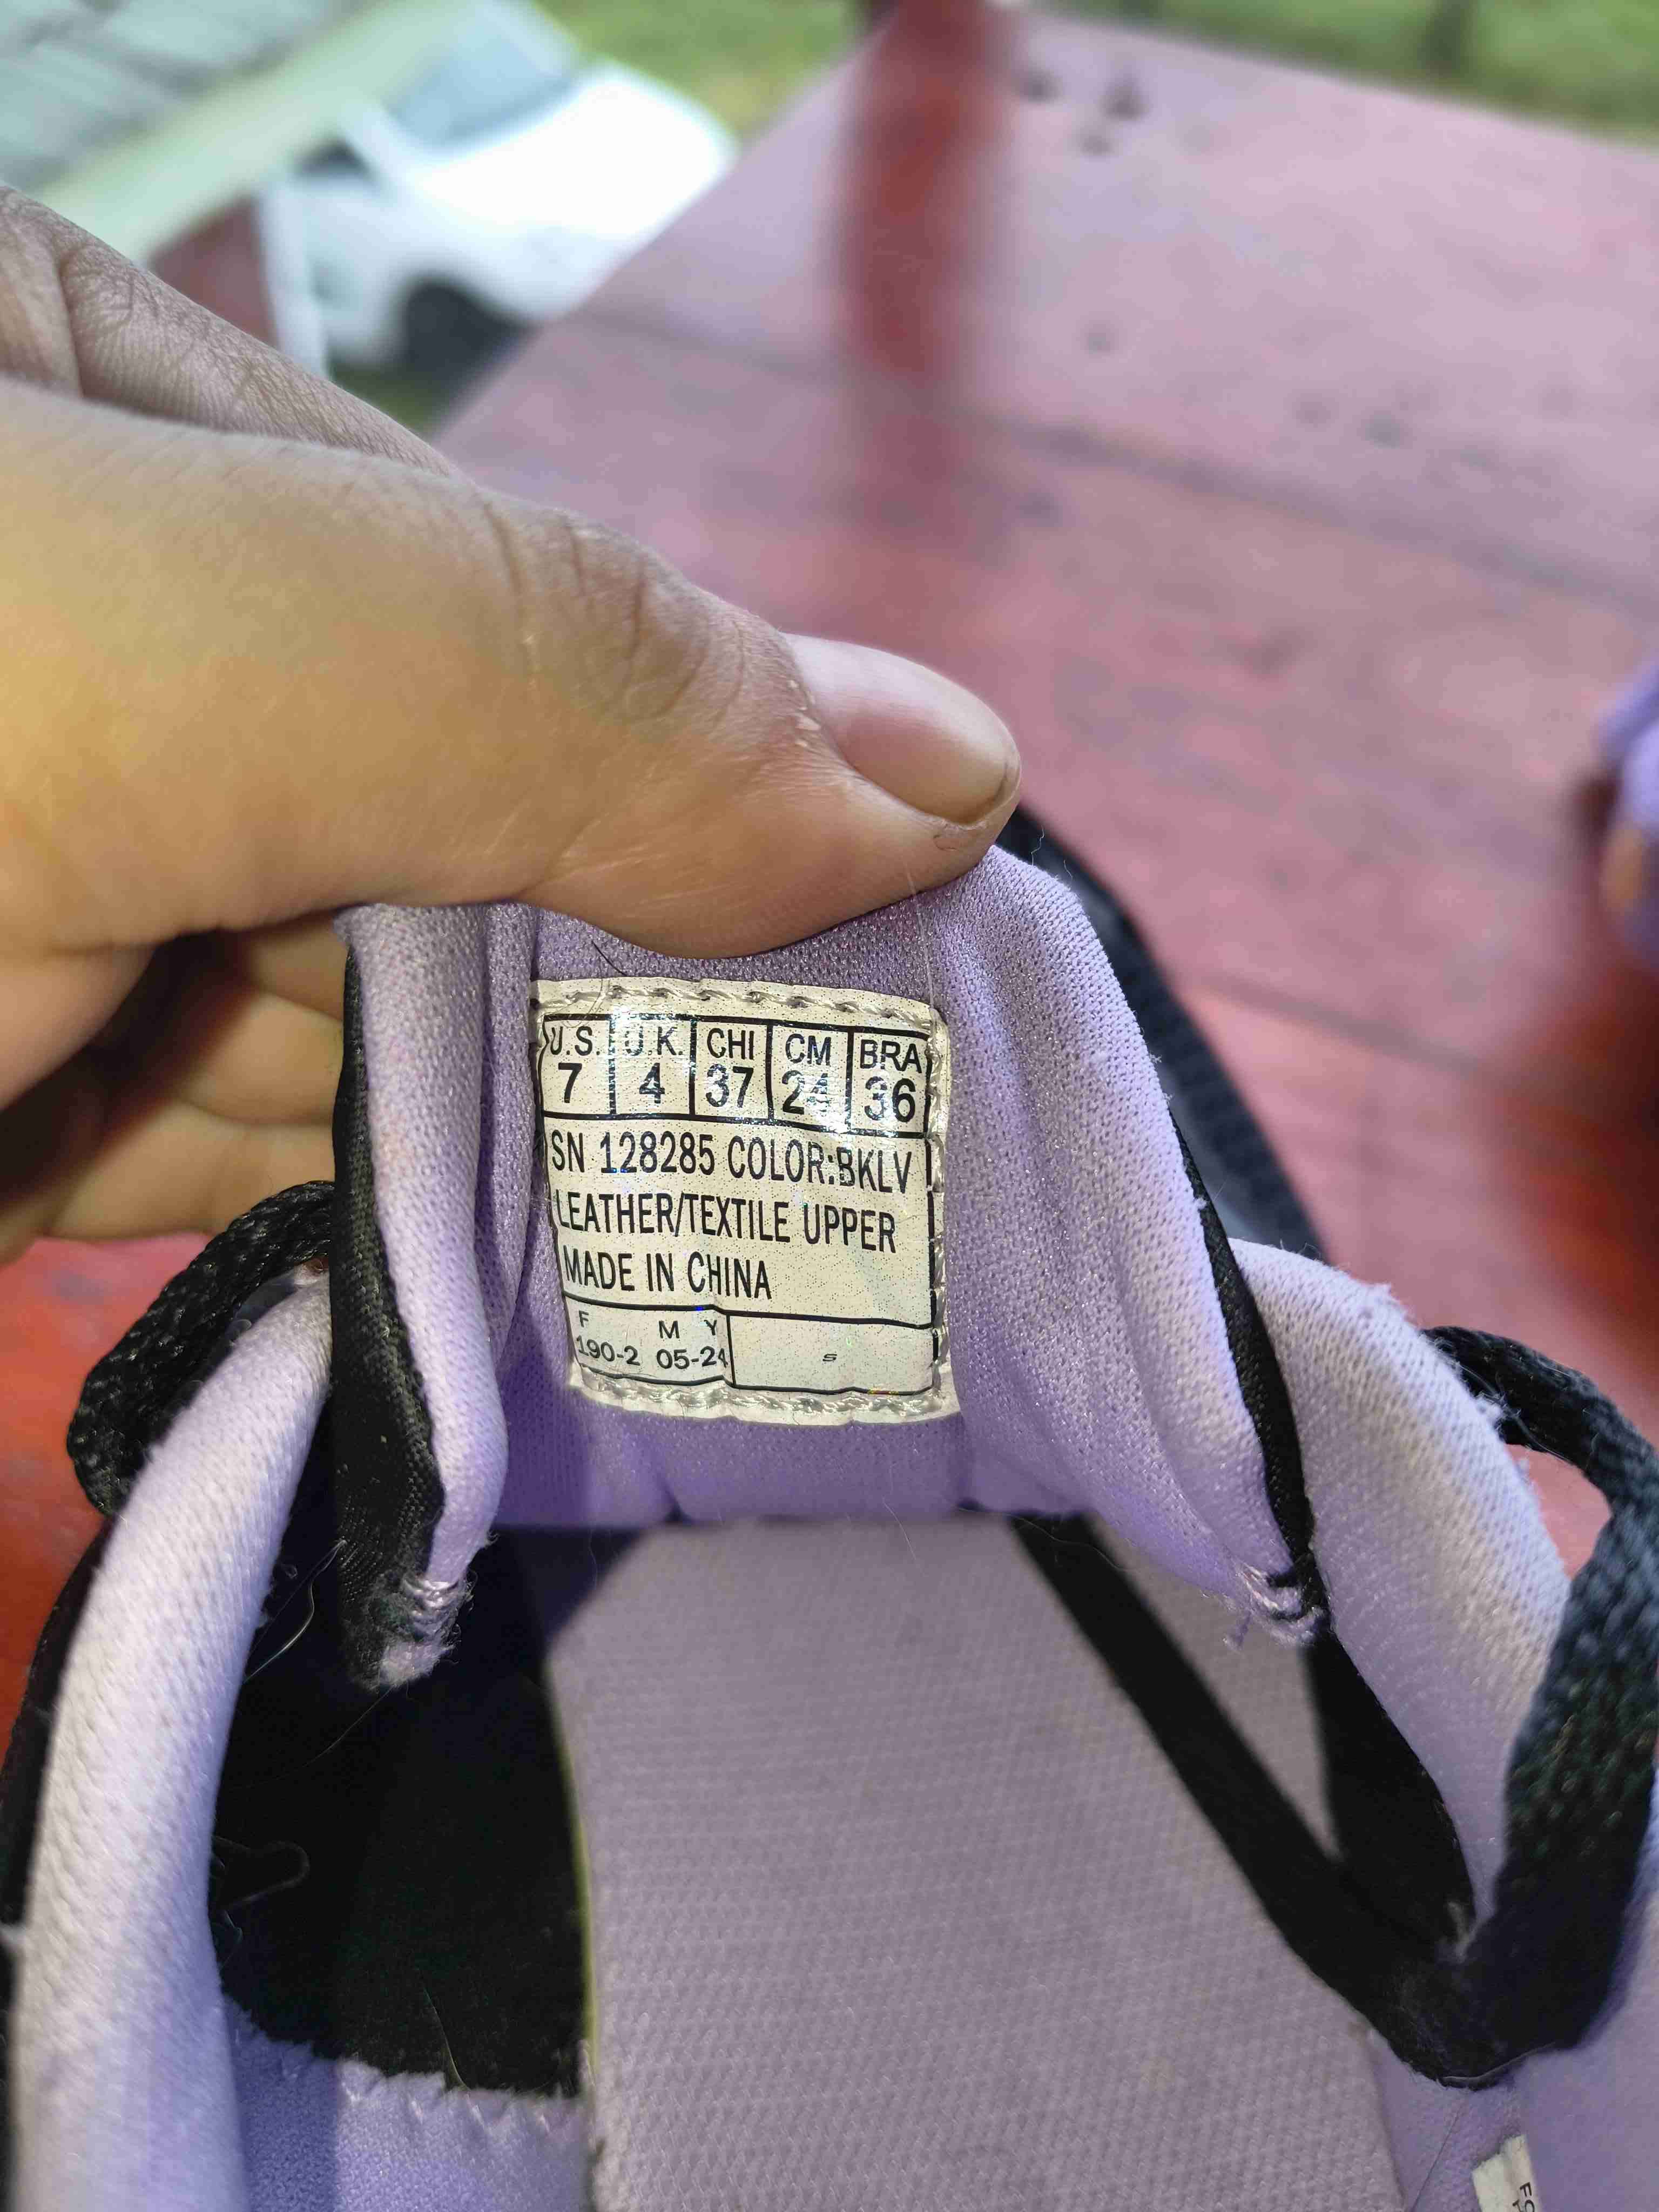 U.S. U.K. CHI CM BRA
7 4 37 24 36
SN 128285 COLOR:BKLV
LEATHER/TEXTILE UPPER
MADE IN CHINA
F M Y
190-2 05-24 S